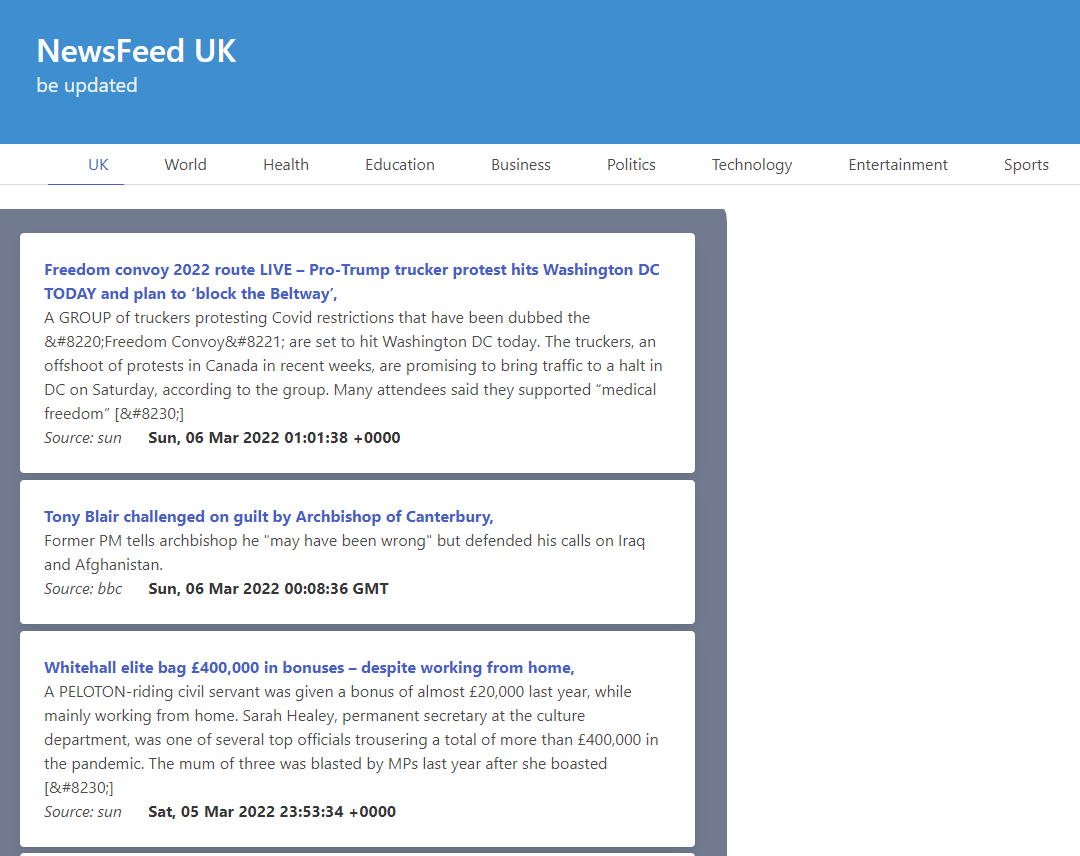 NewsFeed UK
be updated
UK World Health Education Business Politics Technology Entertainment Sports
Freedom convoy 2022 route LIVE – Pro-Trump trucker protest hits Washington DC
TODAY and plan to ‘block the Beltway’,
A GROUP of truckers protesting Covid restrictions that have been dubbed the
&#8220;Freedom Convoy&#8221; are set to hit Washington DC today. The truckers, an
offshoot of protests in Canada in recent weeks, are promising to bring traffic to a halt in
DC on Saturday, according to the group. Many attendees said they supported “medical
freedom” [&#8230;]
Source: sun Sun, 06 Mar 2022 01:01:38 +0000
Tony Blair challenged on guilt by Archbishop of Canterbury,
Former PM tells archbishop he "may have been wrong" but defended his calls on Iraq
and Afghanistan.
Source: bbc Sun, 06 Mar 2022 00:08:36 GMT
Whitehall elite bag £400,000 in bonuses – despite working from home,
A PELOTON-riding civil servant was given a bonus of almost £20,000 last year, while
mainly working from home. Sarah Healey, permanent secretary at the culture
department, was one of several top officials trousering a total of more than £400,000 in
the pandemic. The mum of three was blasted by MPs last year after she boasted
[&#8230;]
Source: sun Sat, 05 Mar 2022 23:53:34 +0000